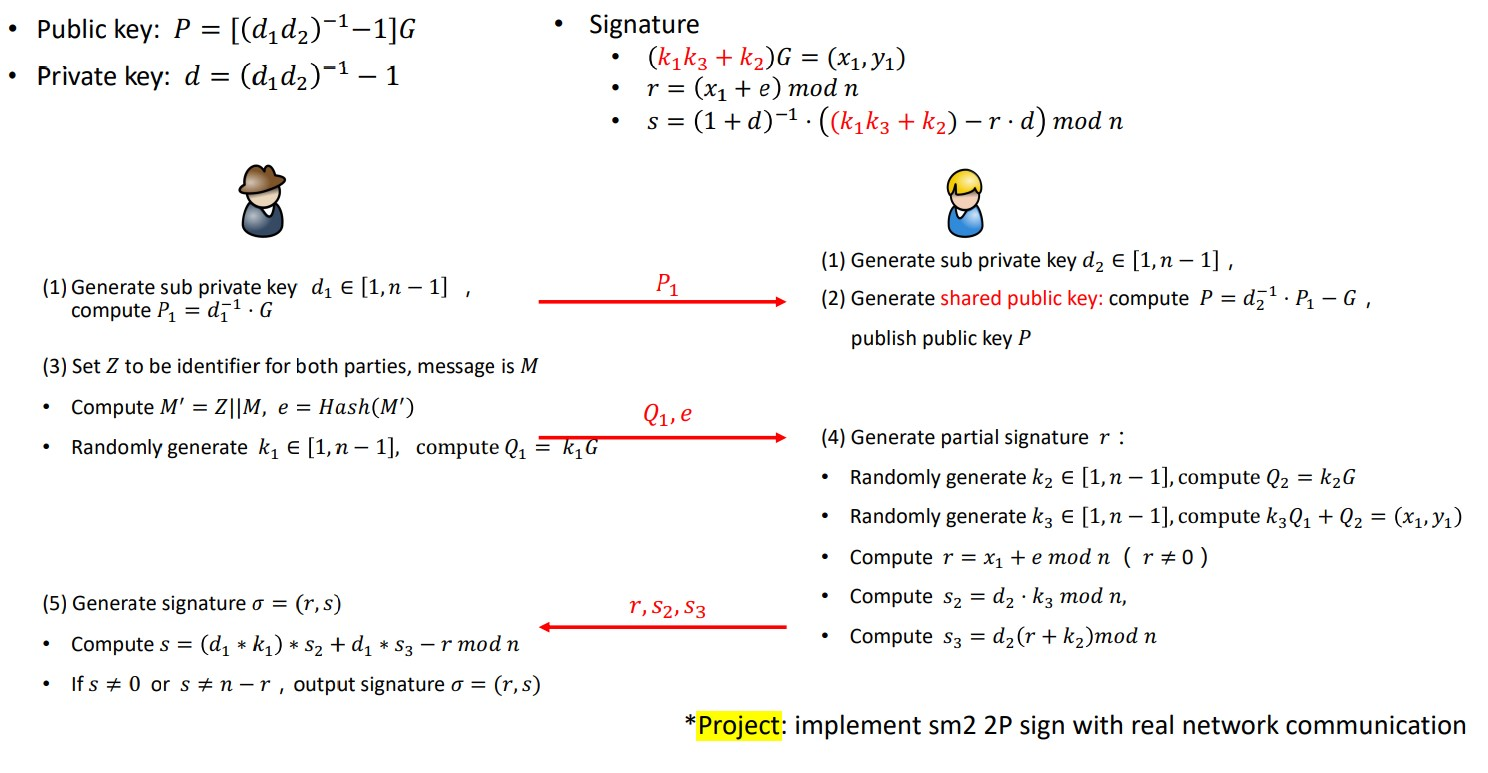 • Public key: P = [(d₁d₂)⁻¹−1]G
• Private key: d = (d₁d₂)⁻¹ − 1
• Signature
• (k₁k₃ + k₂)G = (x₁, y₁)
• r = (x₁ + e) mod n
• s = (1 + d)⁻¹ · ((k₁k₃ + k₂) − r · d) mod n
(1) Generate sub private key d₁ ∈ [1, n − 1] ,
compute P₁ = d₁⁻¹ · G
P₁
(1) Generate sub private key d₂ ∈ [1, n − 1] ,
(2) Generate shared public key: compute P = d₂⁻¹ · P₁ − G ,
publish public key P
(3) Set Z to be identifier for both parties, message is M
• Compute M′ = Z||M, e = Hash(M′)
• Randomly generate k₁ ∈ [1, n − 1], compute Q₁ = k₁G
Q₁, e
(4) Generate partial signature r :
• Randomly generate k₂ ∈ [1, n − 1], compute Q₂ = k₂G
• Randomly generate k₃ ∈ [1, n − 1], compute k₃Q₁ + Q₂ = (x₁, y₁)
• Compute r = x₁ + e mod n ( r ≠ 0 )
• Compute s₂ = d₂ · k₃ mod n,
• Compute s₃ = d₂(r + k₂)mod n
r, s₂, s₃
(5) Generate signature σ = (r, s)
• Compute s = (d₁ * k₁) * s₂ + d₁ * s₃ − r mod n
• If s ≠ 0 or s ≠ n − r , output signature σ = (r, s)
*Project: implement sm2 2P sign with real network communication